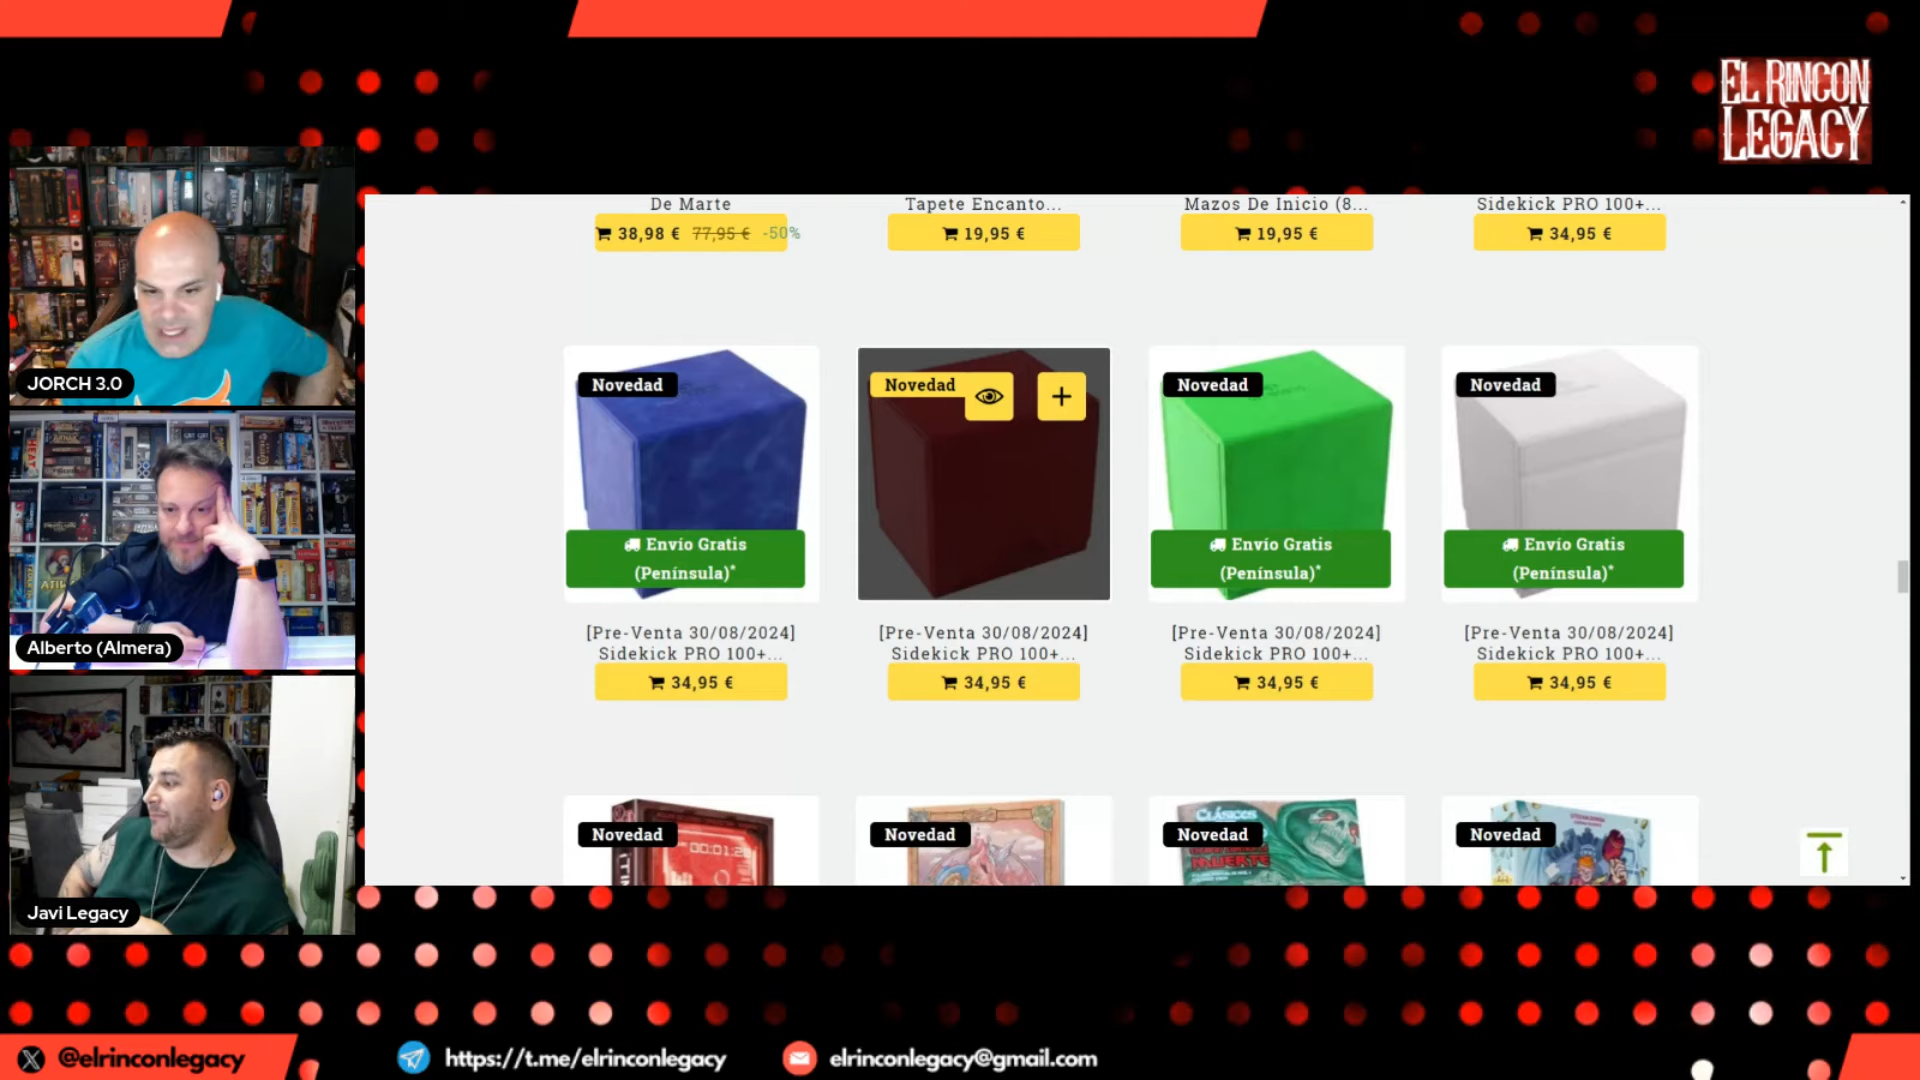 EL RINCON
LEGACY
De Marte
38,98 € 77,95 € -50%
Tapete Encanto...
19,95 €
Mazos De Inicio (8...
19,95 €
Sidekick PRO 100+...
34,95 €
JORCH 3.0
Alberto (Almera)
Javi Legacy
Novedad
Envío Gratis
(Península)*
[Pre-Venta 30/08/2024]
Sidekick PRO 100+...
34,95 €
Novedad
[Pre-Venta 30/08/2024]
Sidekick PRO 100+...
34,95 €
Novedad
Envío Gratis
(Península)*
[Pre-Venta 30/08/2024]
Sidekick PRO 100+...
34,95 €
Novedad
Envío Gratis
(Península)*
[Pre-Venta 30/08/2024]
Sidekick PRO 100+...
34,95 €
Novedad
00:01:2
Novedad
CLÁSICOS
Novedad
MUERTE
Novedad
@elrinconlegacy
https://t.me/elrinconlegacy
elrinconlegacy@gmail.com